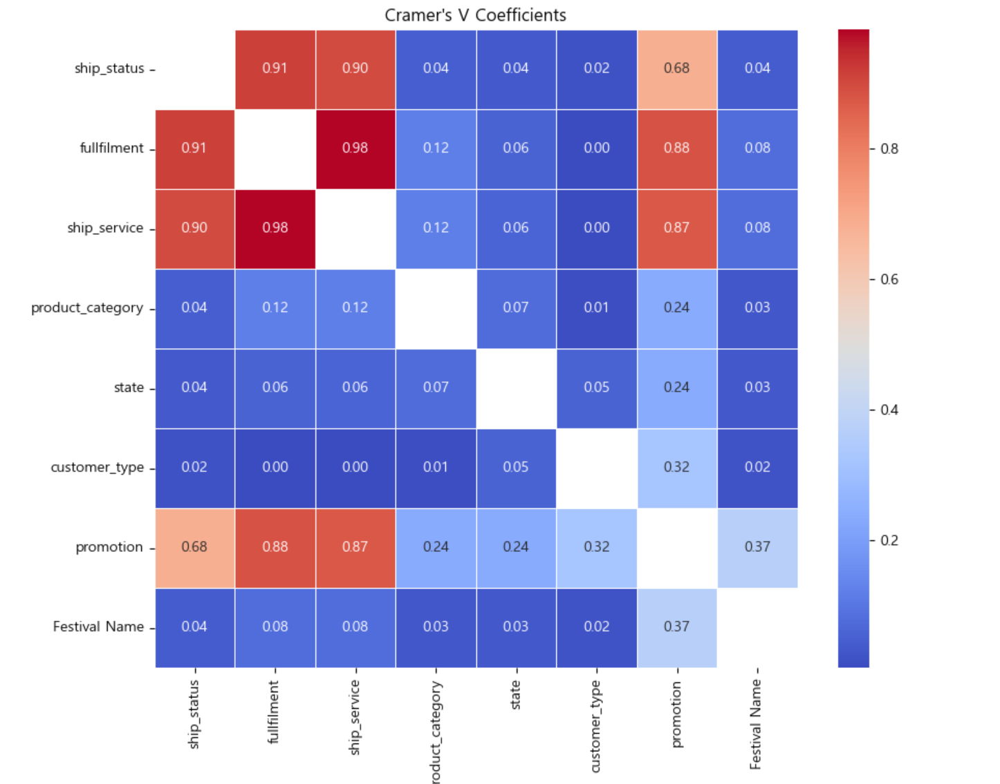 Cramer's V Coefficients
ship_status 0.91 0.90 0.04 0.04 0.02 0.68 0.04
fullfilment 0.91 0.98 0.12 0.06 0.00 0.88 0.08
ship_service 0.90 0.98 0.12 0.06 0.00 0.87 0.08
product_category 0.04 0.12 0.12 0.07 0.01 0.24 0.03
state 0.04 0.06 0.06 0.07 0.05 0.24 0.03
customer_type 0.02 0.00 0.00 0.01 0.05 0.32 0.02
promotion 0.68 0.88 0.87 0.24 0.24 0.32 0.37
Festival Name 0.04 0.08 0.08 0.03 0.03 0.02 0.37
ship_status
fullfilment
ship_service
roduct_category
state
customer_type
promotion
Festival Name
0.8
0.6
0.4
0.2